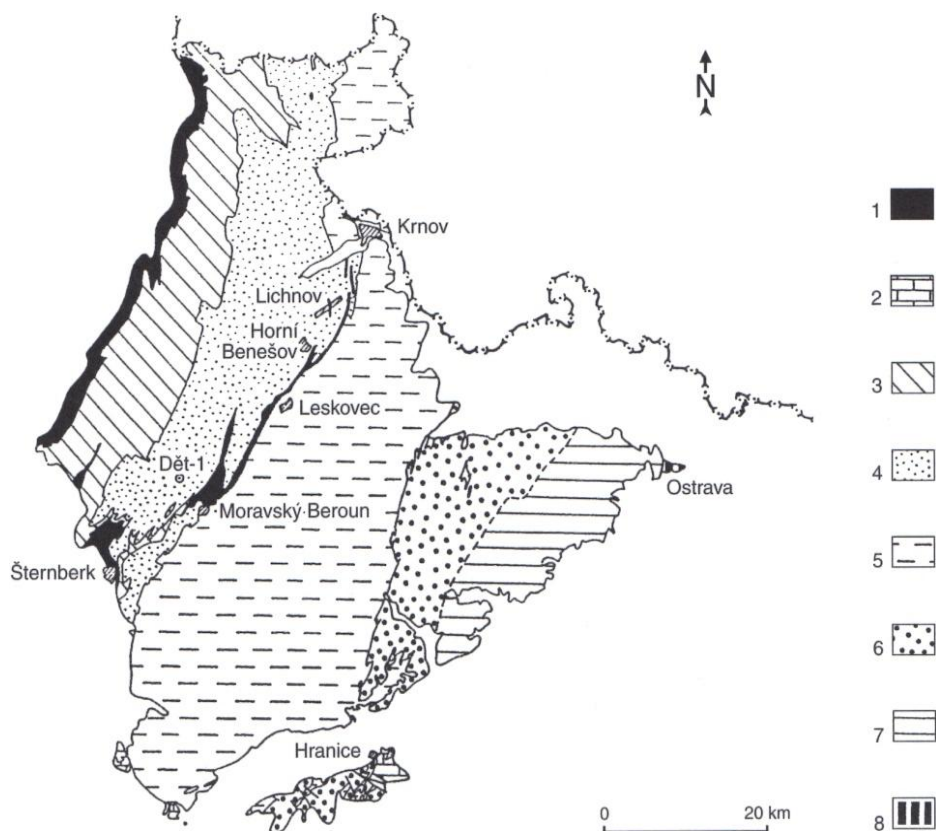 N
Krnov
Lichnov
Horní
Benešov
Leskovec
Dět-1
Moravský Beroun
Ostrava
Šternberk
Hranice
0 20 km
1
2
3
4
5
6
7
8